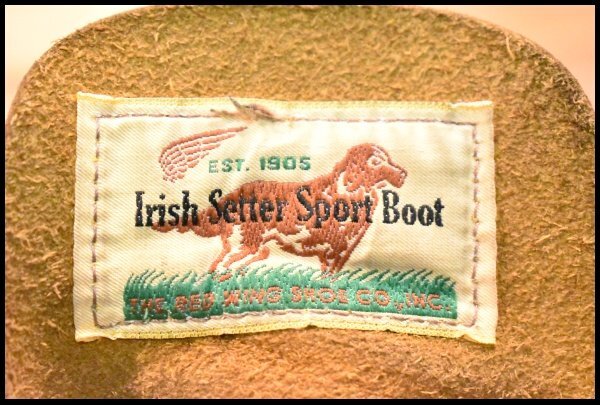 EST. 1905
Irish Setter Sport Boot
THE RED WING SHOE CO., INC.